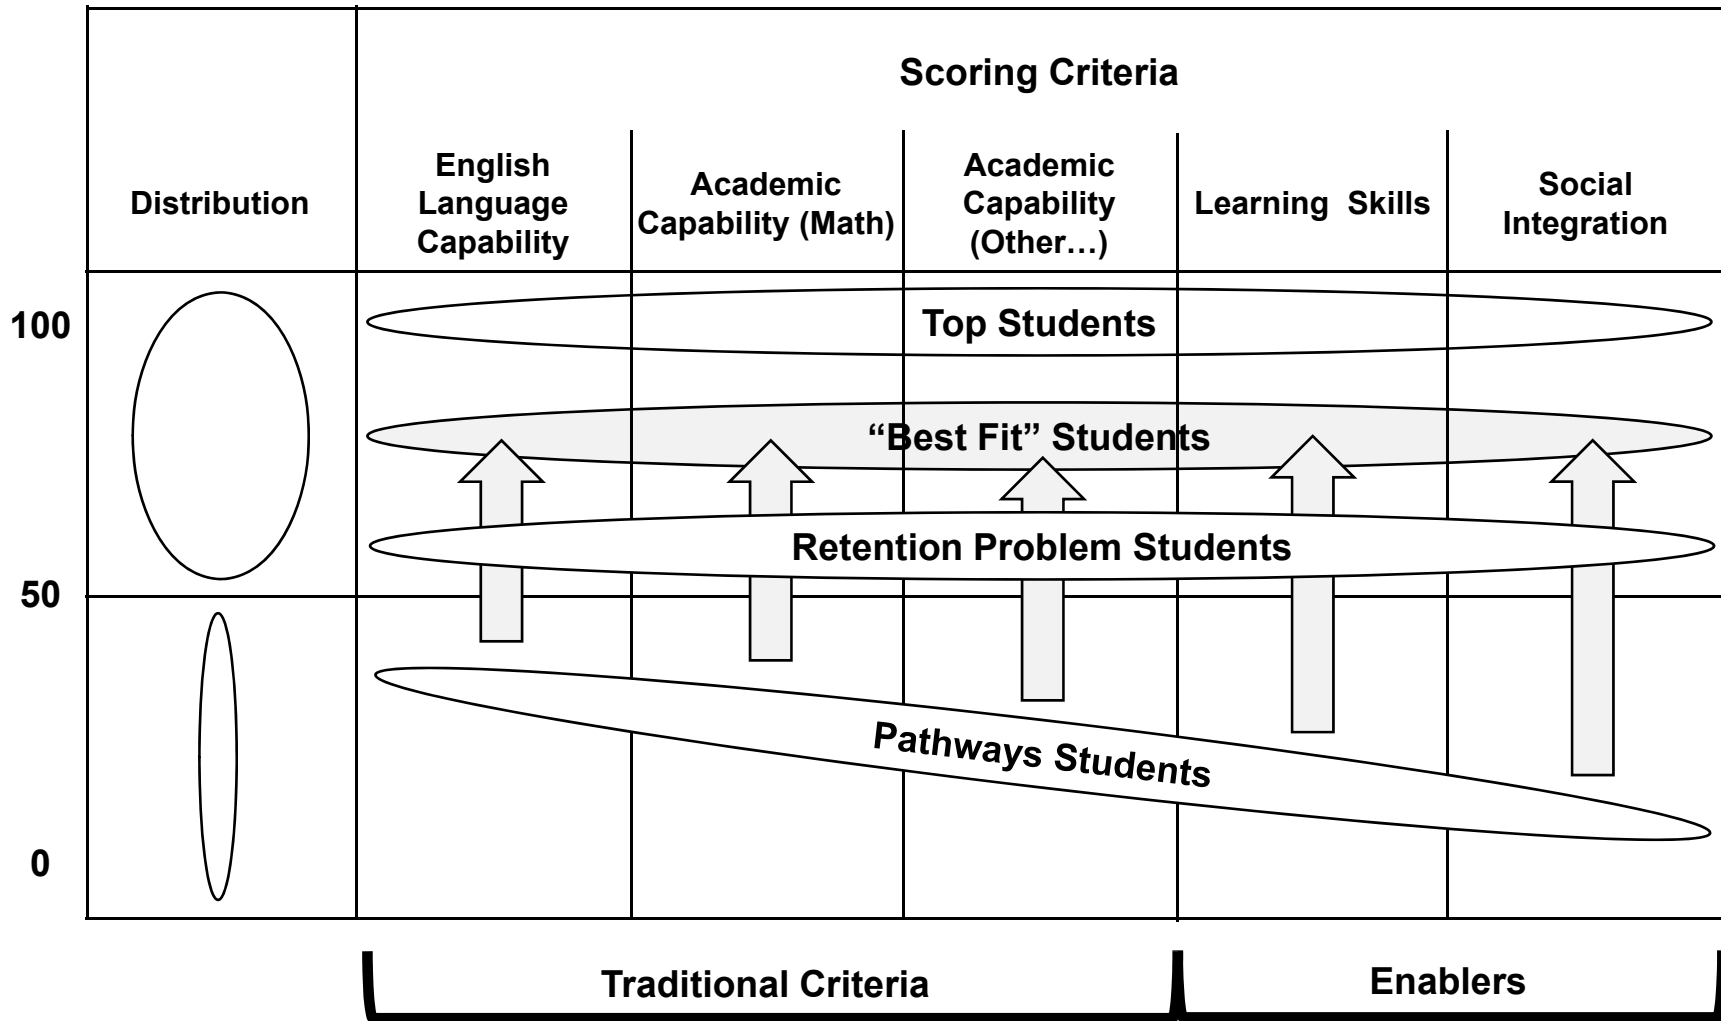 Scoring Criteria
Distribution
English
Language
Capability
Academic
Capability (Math)
Academic
Capability
(Other…)
Learning Skills
Social
Integration
100
Top Students
“Best Fit” Students
Retention Problem Students
50
Pathways Students
0
Traditional Criteria
Enablers